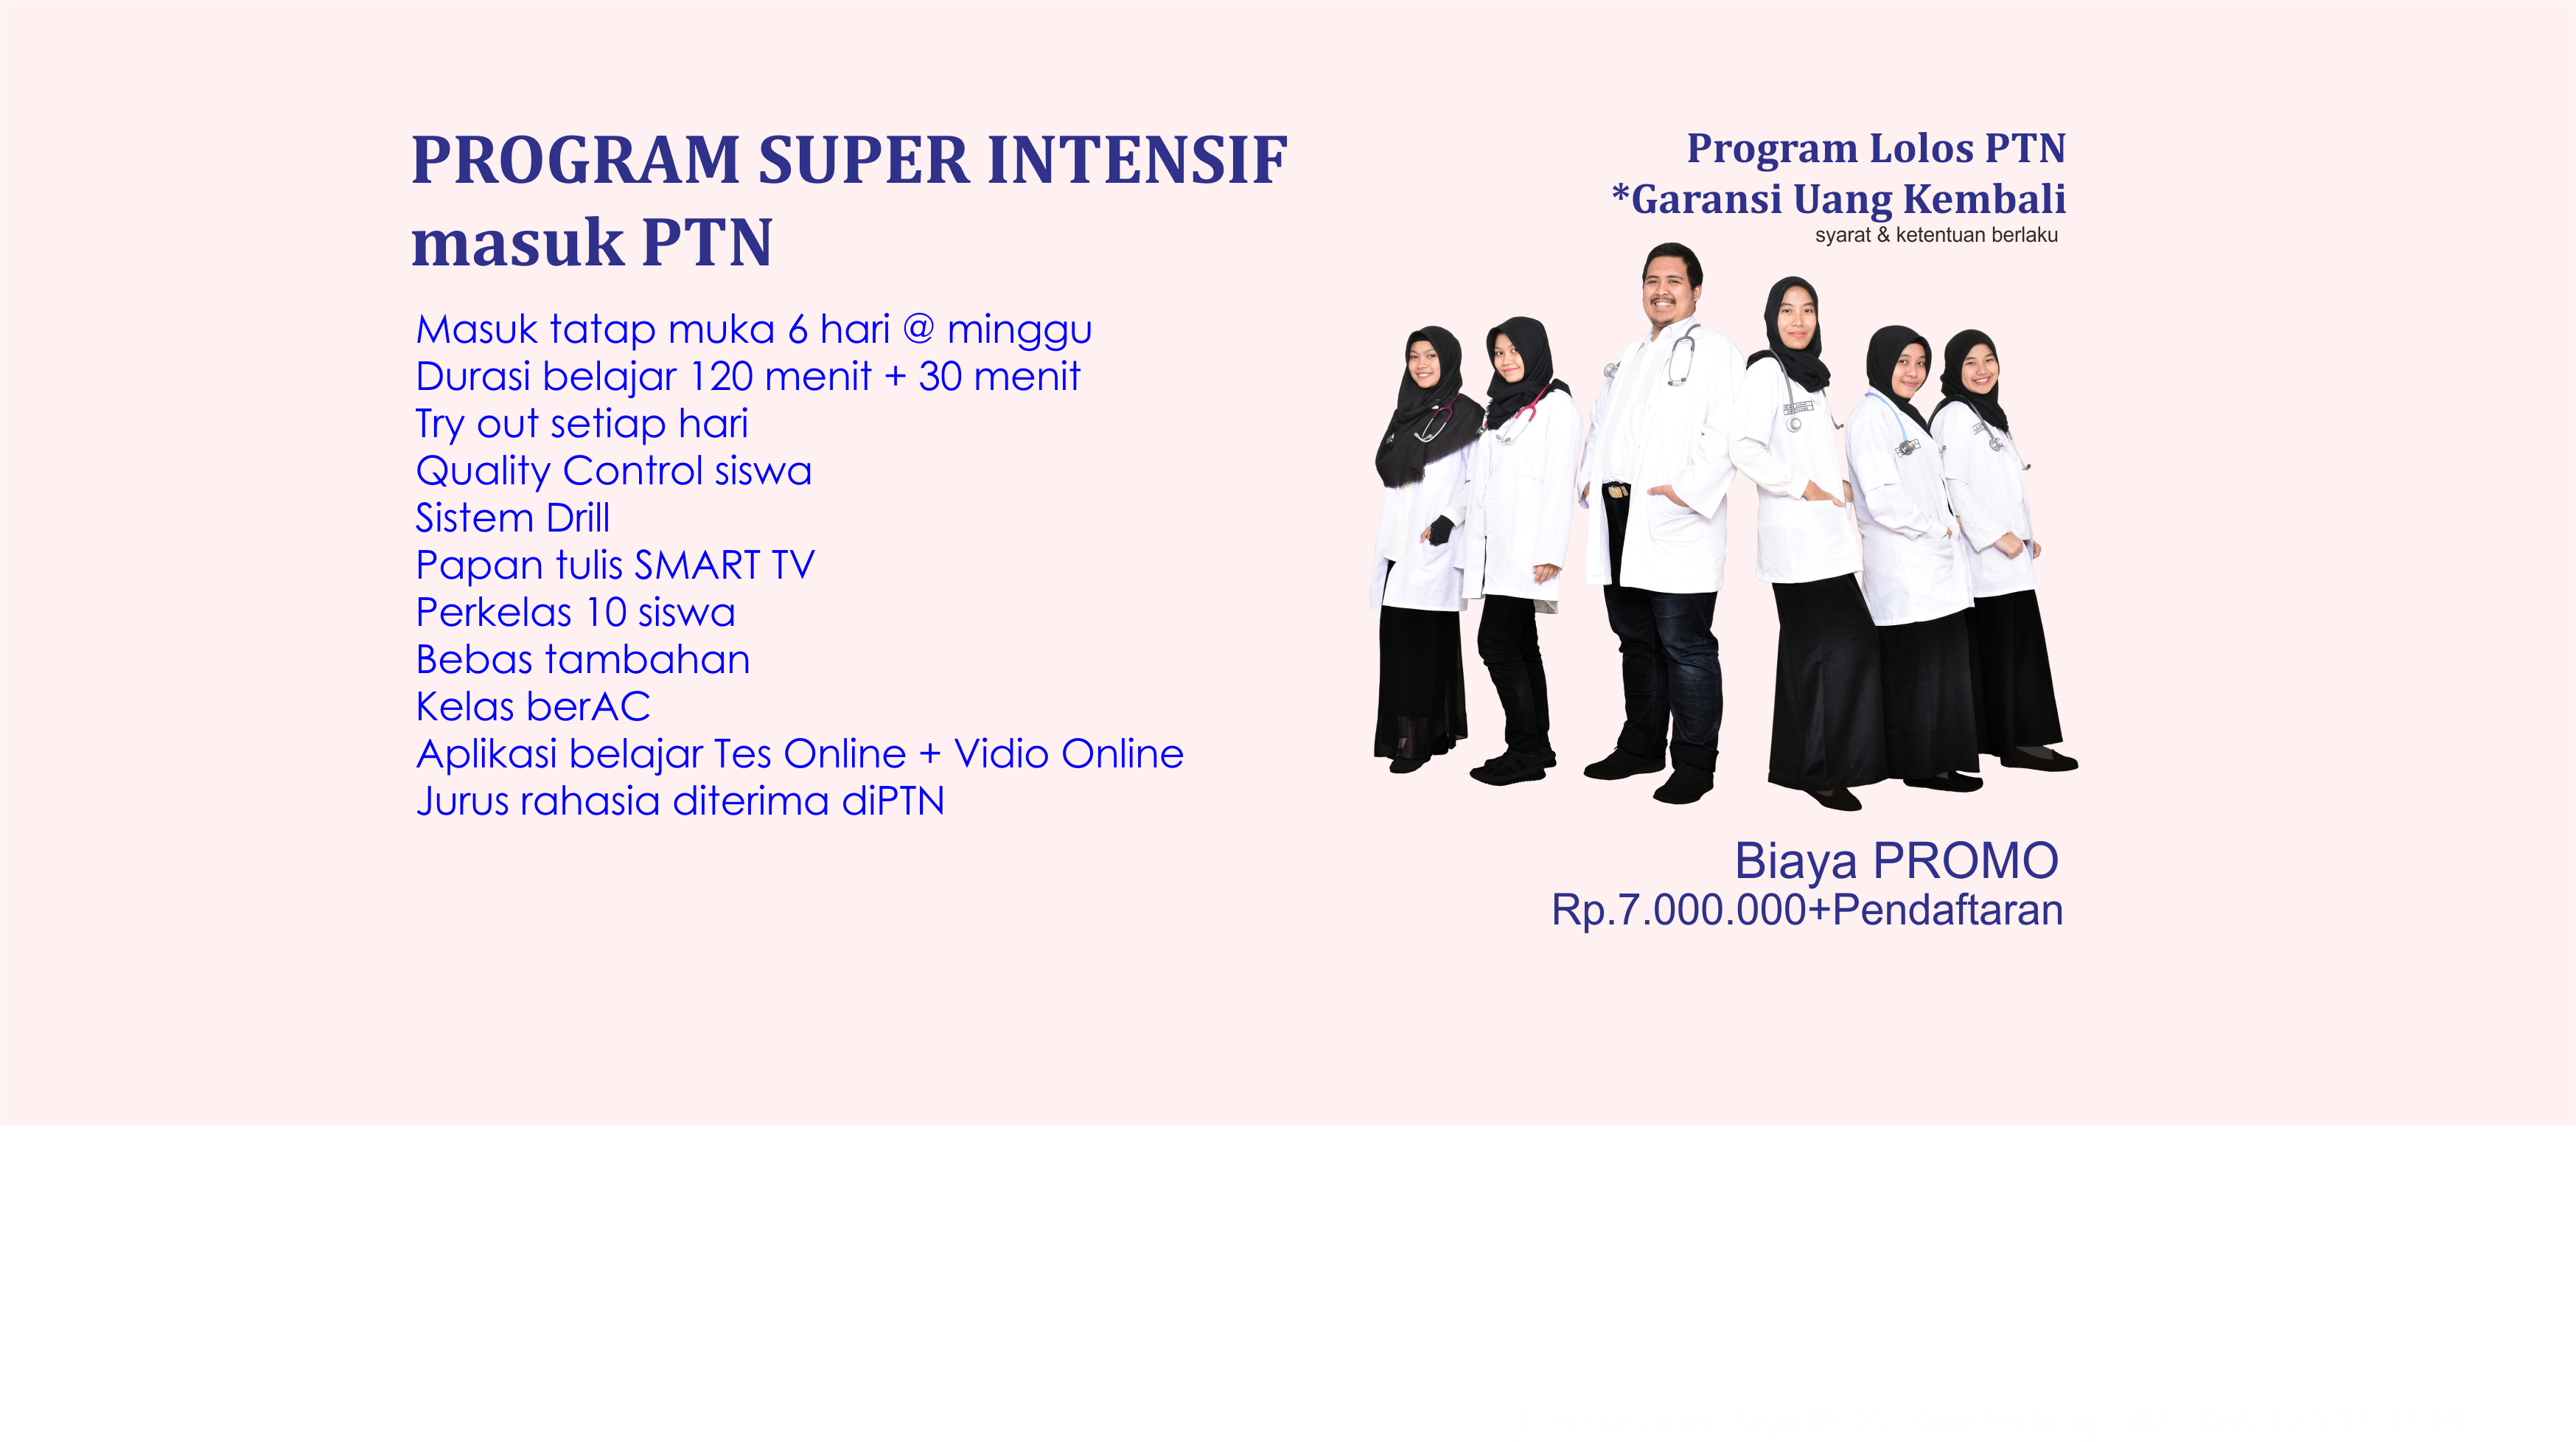 PROGRAM SUPER INTENSIF
masuk PTN
Masuk tatap muka 6 hari @ minggu
Durasi belajar 120 menit + 30 menit
Try out setiap hari
Quality Control siswa
Sistem Drill
Papan tulis SMART TV
Perkelas 10 siswa
Bebas tambahan
Kelas berAC
Aplikasi belajar Tes Online + Vidio Online
Jurus rahasia diterima diPTN
Program Lolos PTN
*Garansi Uang Kembali
syarat & ketentuan berlaku
Biaya PROMO
Rp.7.000.000+Pendaftaran